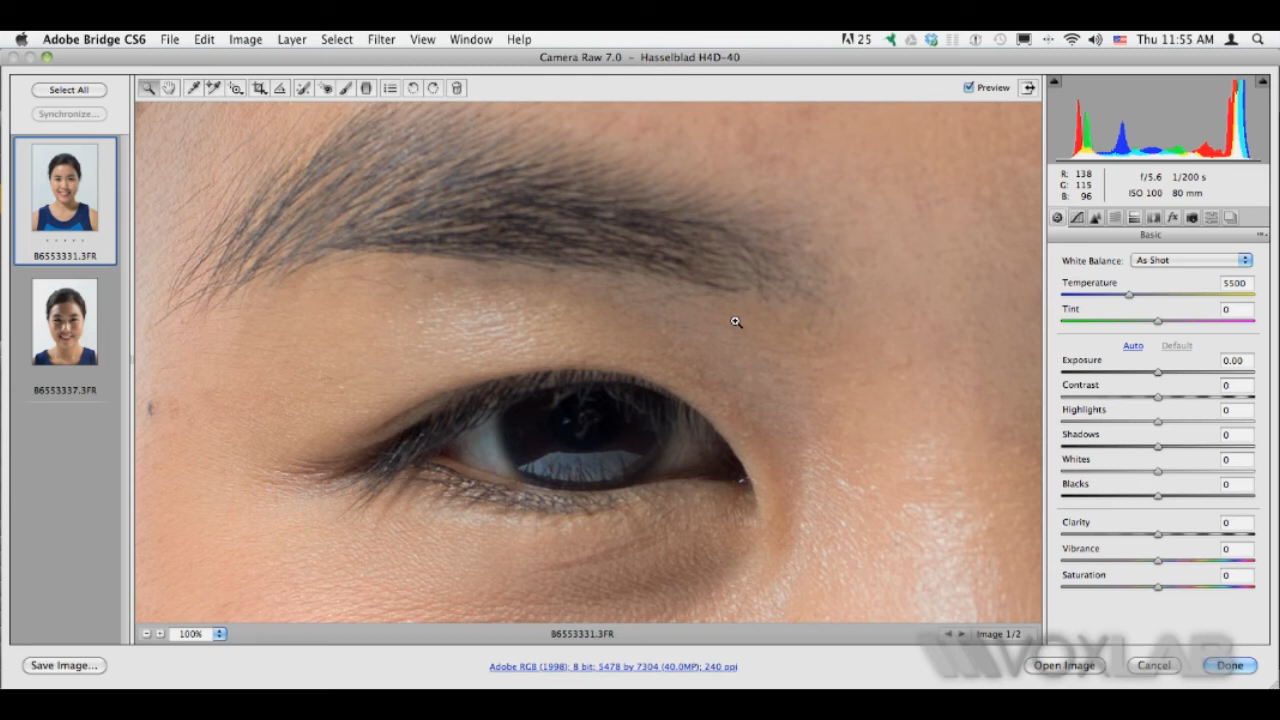 Adobe Bridge CS6 File Edit Image Layer Select Filter View Window Help 25 Thu 11:55 AM
Camera Raw 7.0 - Hasselblad H4D-40
Select All
Synchronize...
Preview
B6553331.3FR
B6553337.3FR
R: 138
G: 115
B: 96
f/5.6 1/200 s
ISO 100 80 mm
Basic
White Balance: As Shot
Temperature 5500
Tint 0
Auto Default
Exposure 0.00
Contrast 0
Highlights 0
Shadows 0
Whites 0
Blacks 0
Clarity 0
Vibrance 0
Saturation 0
100% B6553331.3FR Image 1/2
Save Image... Adobe RGB (1998); 8 bit; 5478 by 7304 (40.0MP); 240 ppi Open Image Cancel Done
VOXLAB